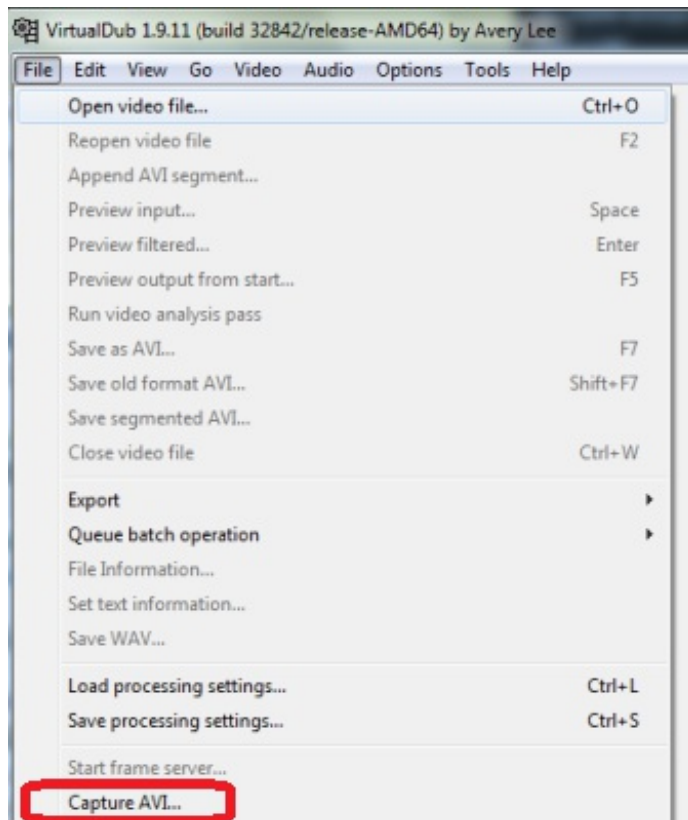 VirtualDub 1.9.11 (build 32842/release-AMD64) by Avery Lee
File Edit View Go Video Audio Options Tools Help
Open video file... Ctrl+O
Reopen video file F2
Append AVI segment...
Preview input... Space
Preview filtered... Enter
Preview output from start... F5
Run video analysis pass
Save as AVI... F7
Save old format AVI... Shift+F7
Save segmented AVI...
Close video file Ctrl+W
Export
Queue batch operation
File Information...
Set text information...
Save WAV...
Load processing settings... Ctrl+L
Save processing settings... Ctrl+S
Start frame server...
Capture AVI...